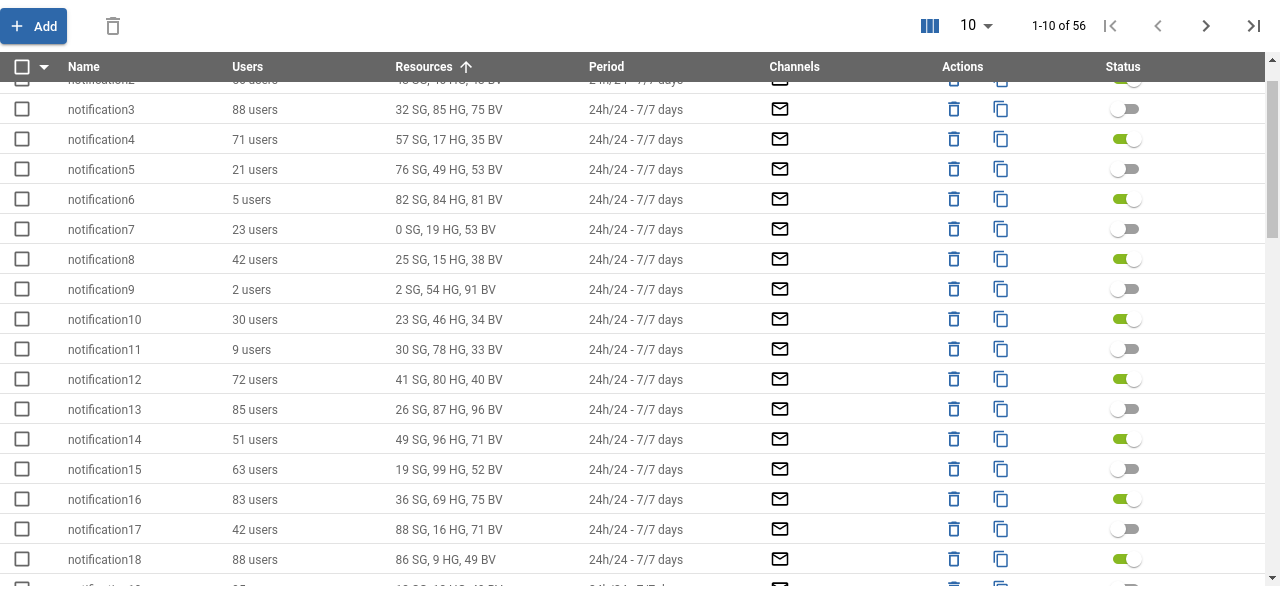 Add 10 1-10 of 56
Name Users Resources Period Channels Actions Status
notification3 88 users 32 SG, 85 HG, 75 BV 24h/24 - 7/7 days
notification4 71 users 57 SG, 17 HG, 35 BV 24h/24 - 7/7 days
notification5 21 users 76 SG, 49 HG, 53 BV 24h/24 - 7/7 days
notification6 5 users 82 SG, 84 HG, 81 BV 24h/24 - 7/7 days
notification7 23 users 0 SG, 19 HG, 53 BV 24h/24 - 7/7 days
notification8 42 users 25 SG, 15 HG, 38 BV 24h/24 - 7/7 days
notification9 2 users 2 SG, 54 HG, 91 BV 24h/24 - 7/7 days
notification10 30 users 23 SG, 46 HG, 34 BV 24h/24 - 7/7 days
notification11 9 users 30 SG, 78 HG, 33 BV 24h/24 - 7/7 days
notification12 72 users 41 SG, 80 HG, 40 BV 24h/24 - 7/7 days
notification13 85 users 26 SG, 87 HG, 96 BV 24h/24 - 7/7 days
notification14 51 users 49 SG, 96 HG, 71 BV 24h/24 - 7/7 days
notification15 63 users 19 SG, 99 HG, 52 BV 24h/24 - 7/7 days
notification16 83 users 36 SG, 69 HG, 75 BV 24h/24 - 7/7 days
notification17 42 users 88 SG, 16 HG, 71 BV 24h/24 - 7/7 days
notification18 88 users 86 SG, 9 HG, 49 BV 24h/24 - 7/7 days